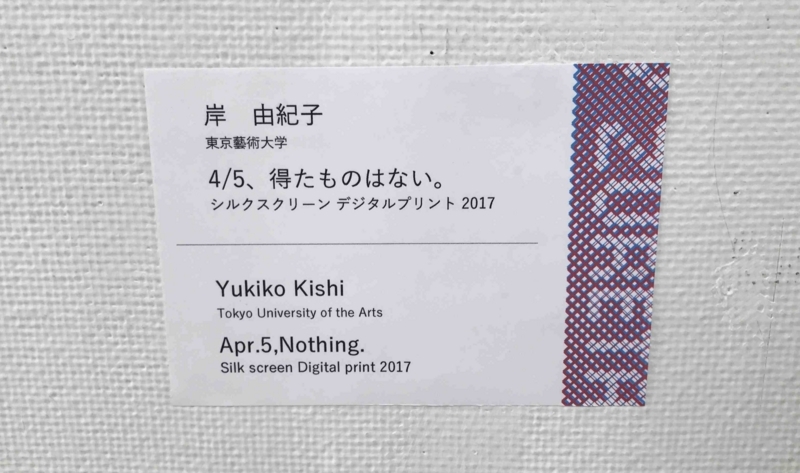 岸　由紀子
東京藝術大学
4/5、得たものはない。
シルクスクリーン デジタルプリント 2017
Yukiko Kishi
Tokyo University of the Arts
Apr.5,Nothing.
Silk screen Digital print 2017